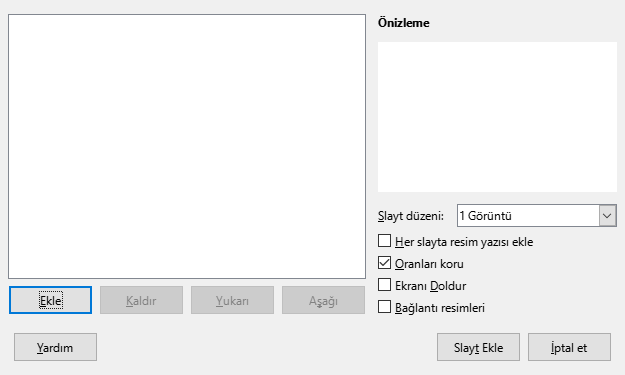 Önizleme
Slayt düzeni:
1 Görüntü
Her slayta resim yazısı ekle
Oranları koru
Ekranı Doldur
Bağlantı resimleri
Ekle
Kaldır
Yukarı
Aşağı
Yardım
Slayt Ekle
İptal et